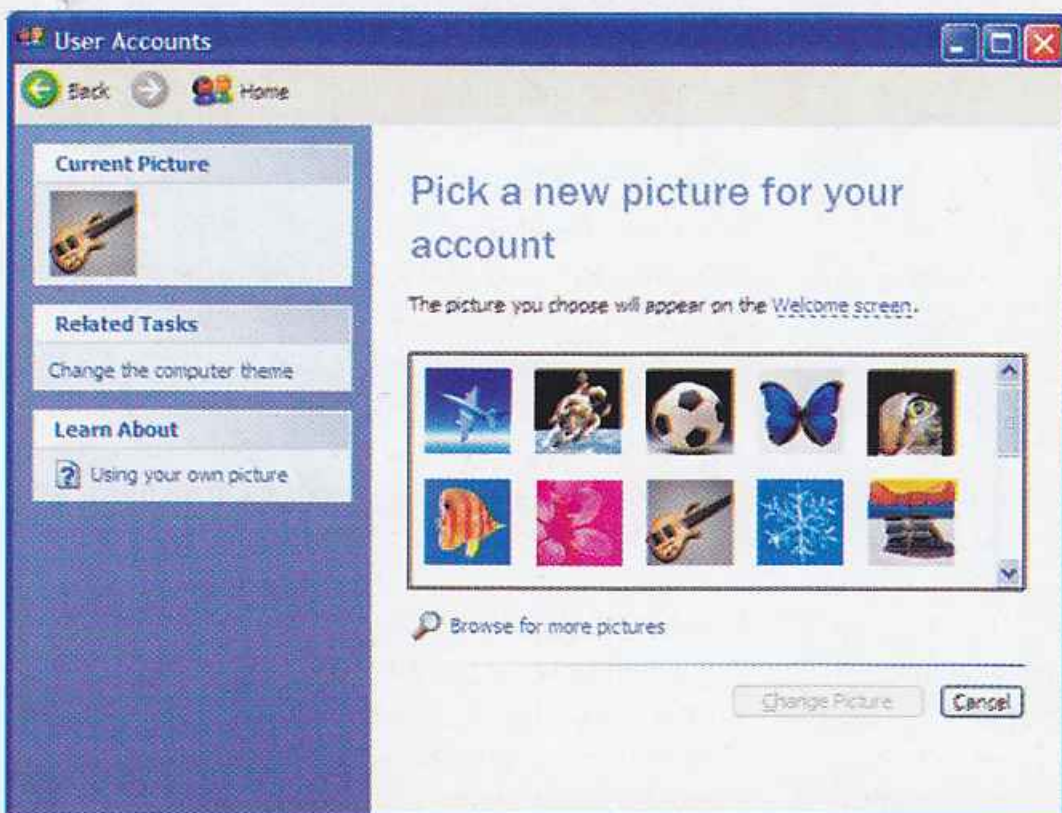 User Accounts
Back Home
Current Picture
Pick a new picture for your
account
The picture you choose will appear on the Welcome screen.
Related Tasks
Change the computer theme
Learn About
Using your own picture
Browse for more pictures
Change Picture Cancel